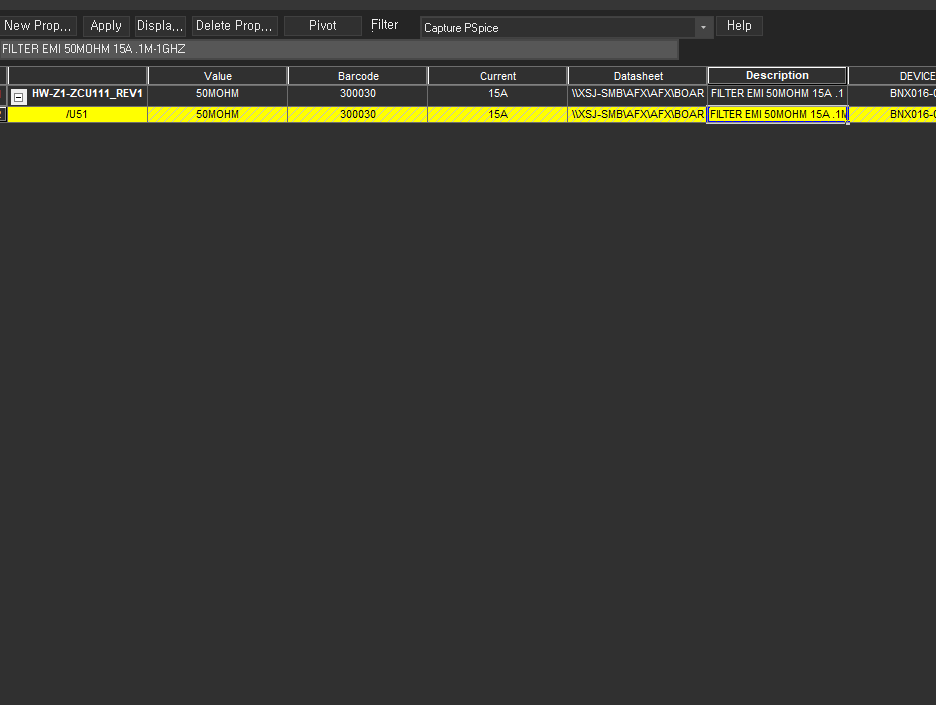 New Prop... Apply Displa... Delete Prop... Pivot Filter Capture PSpice Help
FILTER EMI 50MOHM 15A .1M-1GHZ
Value Barcode Current Datasheet Description DEVICE
HW-Z1-ZCU111_REV1 50MOHM 300030 15A \\XSJ-SMB\AFX\AFX\BOAR FILTER EMI 50MOHM 15A .1 BNX016-
/U51 50MOHM 300030 15A \\XSJ-SMB\AFX\AFX\BOAR FILTER EMI 50MOHM 15A .1M BNX016-